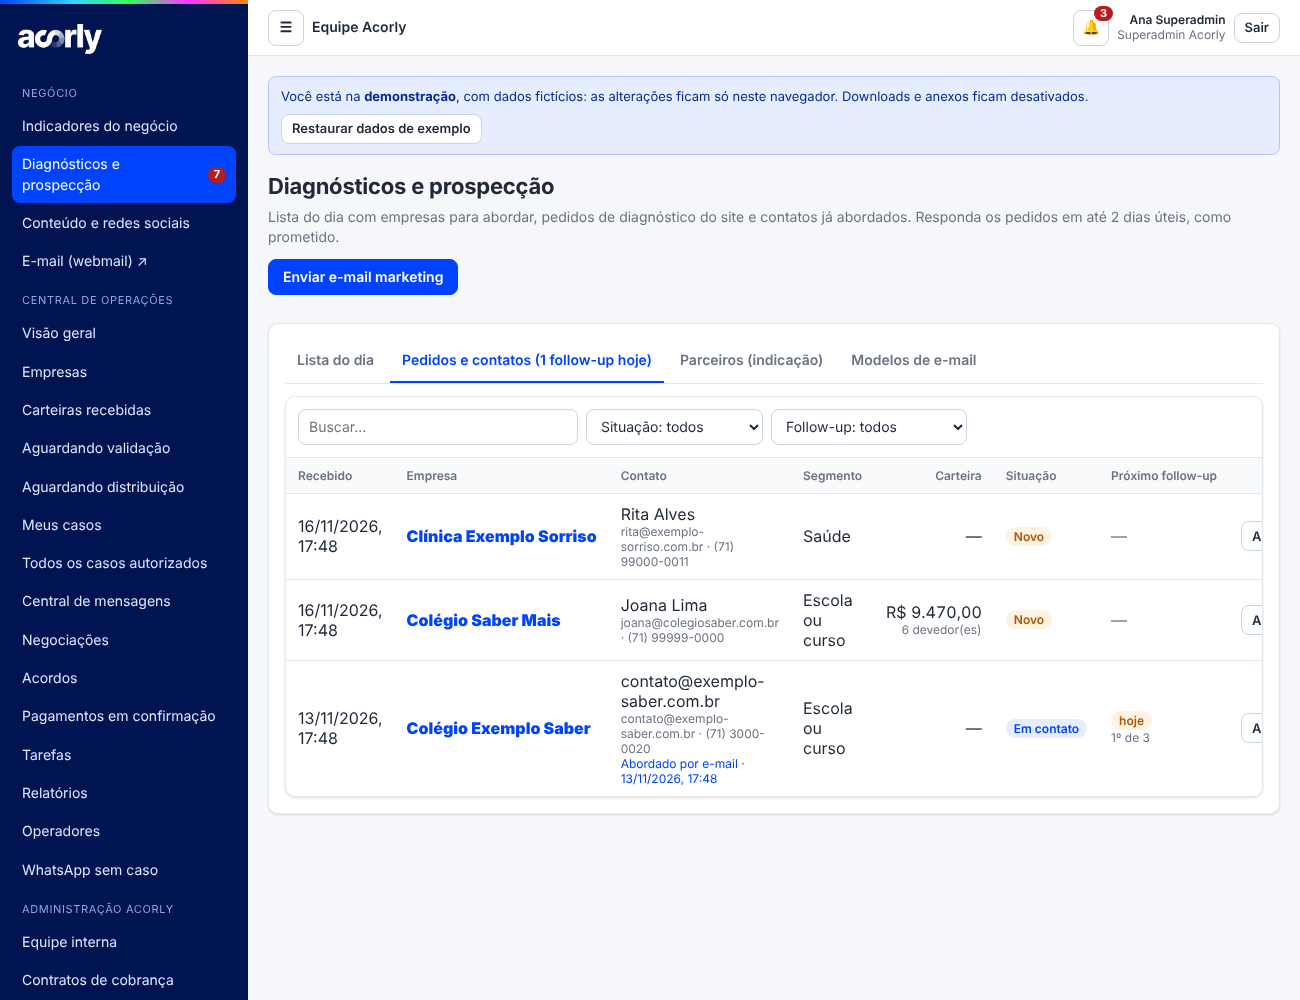 acorly
☰
Equipe Acorly
🔔
3
Ana Superadmin
Superadmin Acorly
Sair
NEGÓCIO
Indicadores do negócio
Diagnósticos e
prospecção
7
Conteúdo e redes sociais
E-mail (webmail) ↗
CENTRAL DE OPERAÇÕES
Visão geral
Empresas
Carteiras recebidas
Aguardando validação
Aguardando distribuição
Meus casos
Todos os casos autorizados
Central de mensagens
Negociações
Acordos
Pagamentos em confirmação
Tarefas
Relatórios
Operadores
WhatsApp sem caso
ADMINISTRAÇÃO ACORLY
Equipe interna
Contratos de cobrança
Você está na demonstração, com dados fictícios: as alterações ficam só neste navegador. Downloads e anexos ficam desativados.
Restaurar dados de exemplo
Diagnósticos e prospecção
Lista do dia com empresas para abordar, pedidos de diagnóstico do site e contatos já abordados. Responda os pedidos em até 2 dias úteis, como
prometido.
Enviar e-mail marketing
Lista do dia
Pedidos e contatos (1 follow-up hoje)
Parceiros (indicação)
Modelos de e-mail
Buscar...
Situação: todos
Follow-up: todos
Recebido
Empresa
Contato
Segmento
Carteira
Situação
Próximo follow-up
16/11/2026,
17:48
Clínica Exemplo Sorriso
Rita Alves
rita@exemplo-
sorriso.com.br · (71)
99000-0011
Saúde
—
Novo
—
A
16/11/2026,
17:48
Colégio Saber Mais
Joana Lima
joana@colegiosaber.com.br
· (71) 99999-0000
Escola
ou
curso
R$ 9.470,00
6 devedor(es)
Novo
—
A
13/11/2026,
17:48
Colégio Exemplo Saber
contato@exemplo-
saber.com.br
contato@exemplo-
saber.com.br · (71) 3000-
0020
Abordado por e-mail ·
13/11/2026, 17:48
Escola
ou
curso
—
Em contato
hoje
1º de 3
A